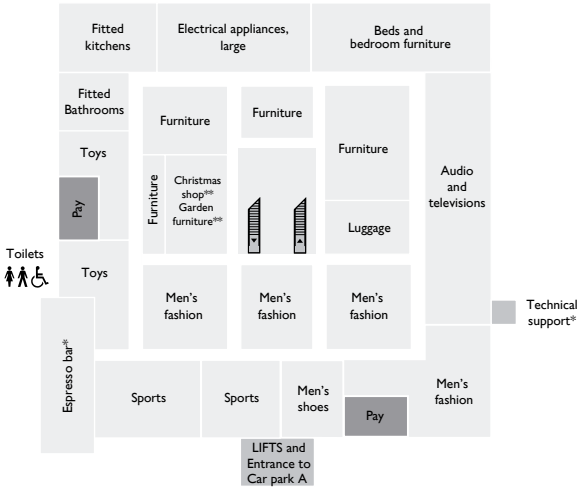 Fitted
kitchens
Electrical appliances,
large
Beds and
bedroom furniture
Fitted
Bathrooms
Toys
Pay
Furniture
Furniture
Christmas
shop**
Garden
furniture**
Furniture
Furniture
Luggage
Audio
and
televisions
Toilets
Toys
Men's
fashion
Men's
fashion
Men's
fashion
Technical
support*
Espresso bar*
Sports
Sports
Men's
shoes
Pay
Men's
fashion
LIFTS and
Entrance to
Car park A